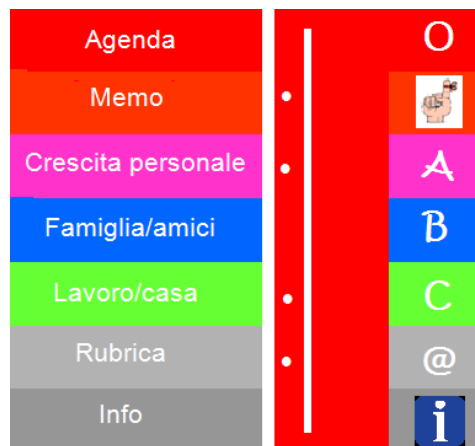 Agenda O
Memo
Crescita personale A
Famiglia/amici B
Lavoro/casa C
Rubrica @
Info i